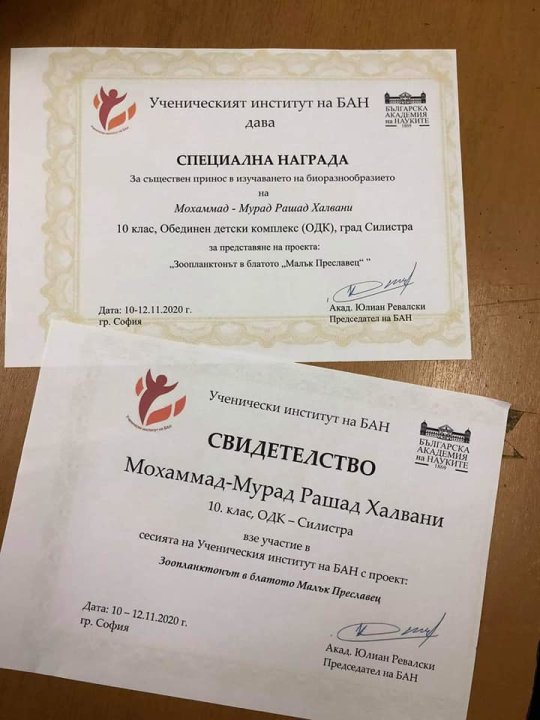 Ученическият институт на БАН
дава
БЪЛГАРСКА
АКАДЕМИЯ
на НАУКИТЕ
1869
СПЕЦИАЛНА НАГРАДА
За съществен принос в изучаването на биоразнообразието
на
Мохаммад - Мурад Рашад Халвани
10 клас, Обединен детски комплекс (ОДК), град Силистра
за представяне на проекта:
„Зоопланктонът в блатото „Малък Преславец“ ”
Дата: 10-12.11.2020 г.
гр. София
Акад. Юлиан Ревалски
Председател на БАН
Ученически институт на БАН
БЪЛГАРСКА
АКАДЕМИЯ
на НАУКИТЕ
1869
СВИДЕТЕЛСТВО
Мохаммад-Мурад Рашад Халвани
10. клас, ОДК – Силистра
взе участие в
сесията на Ученическия институт на БАН с проект:
Зоопланктонът в блатото Малък Преславец
Дата: 10 – 12.11.2020 г.
гр. София
Акад. Юлиан Ревалски
Председател на БАН